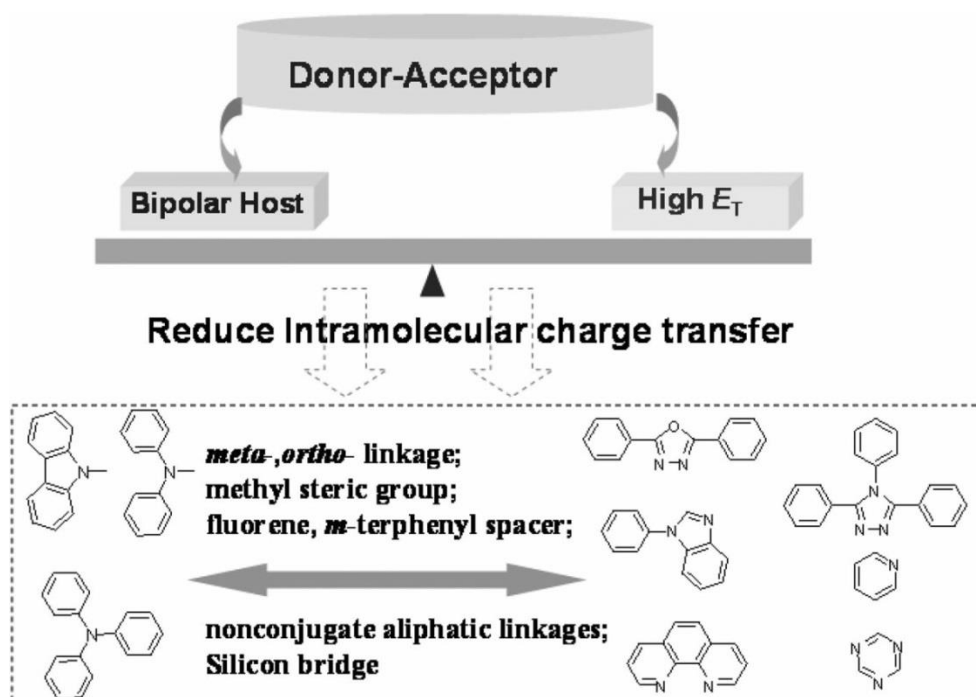 Donor-Acceptor
Bipolar Host
High E_T
Reduce Intramolecular charge transfer
meta-,ortho- linkage;
methyl steric group;
fluorene, m-terphenyl spacer;
nonconjugate aliphatic linkages;
Silicon bridge
N
N
N
O
N N
N
N
N
N N
N
N N
N N
N